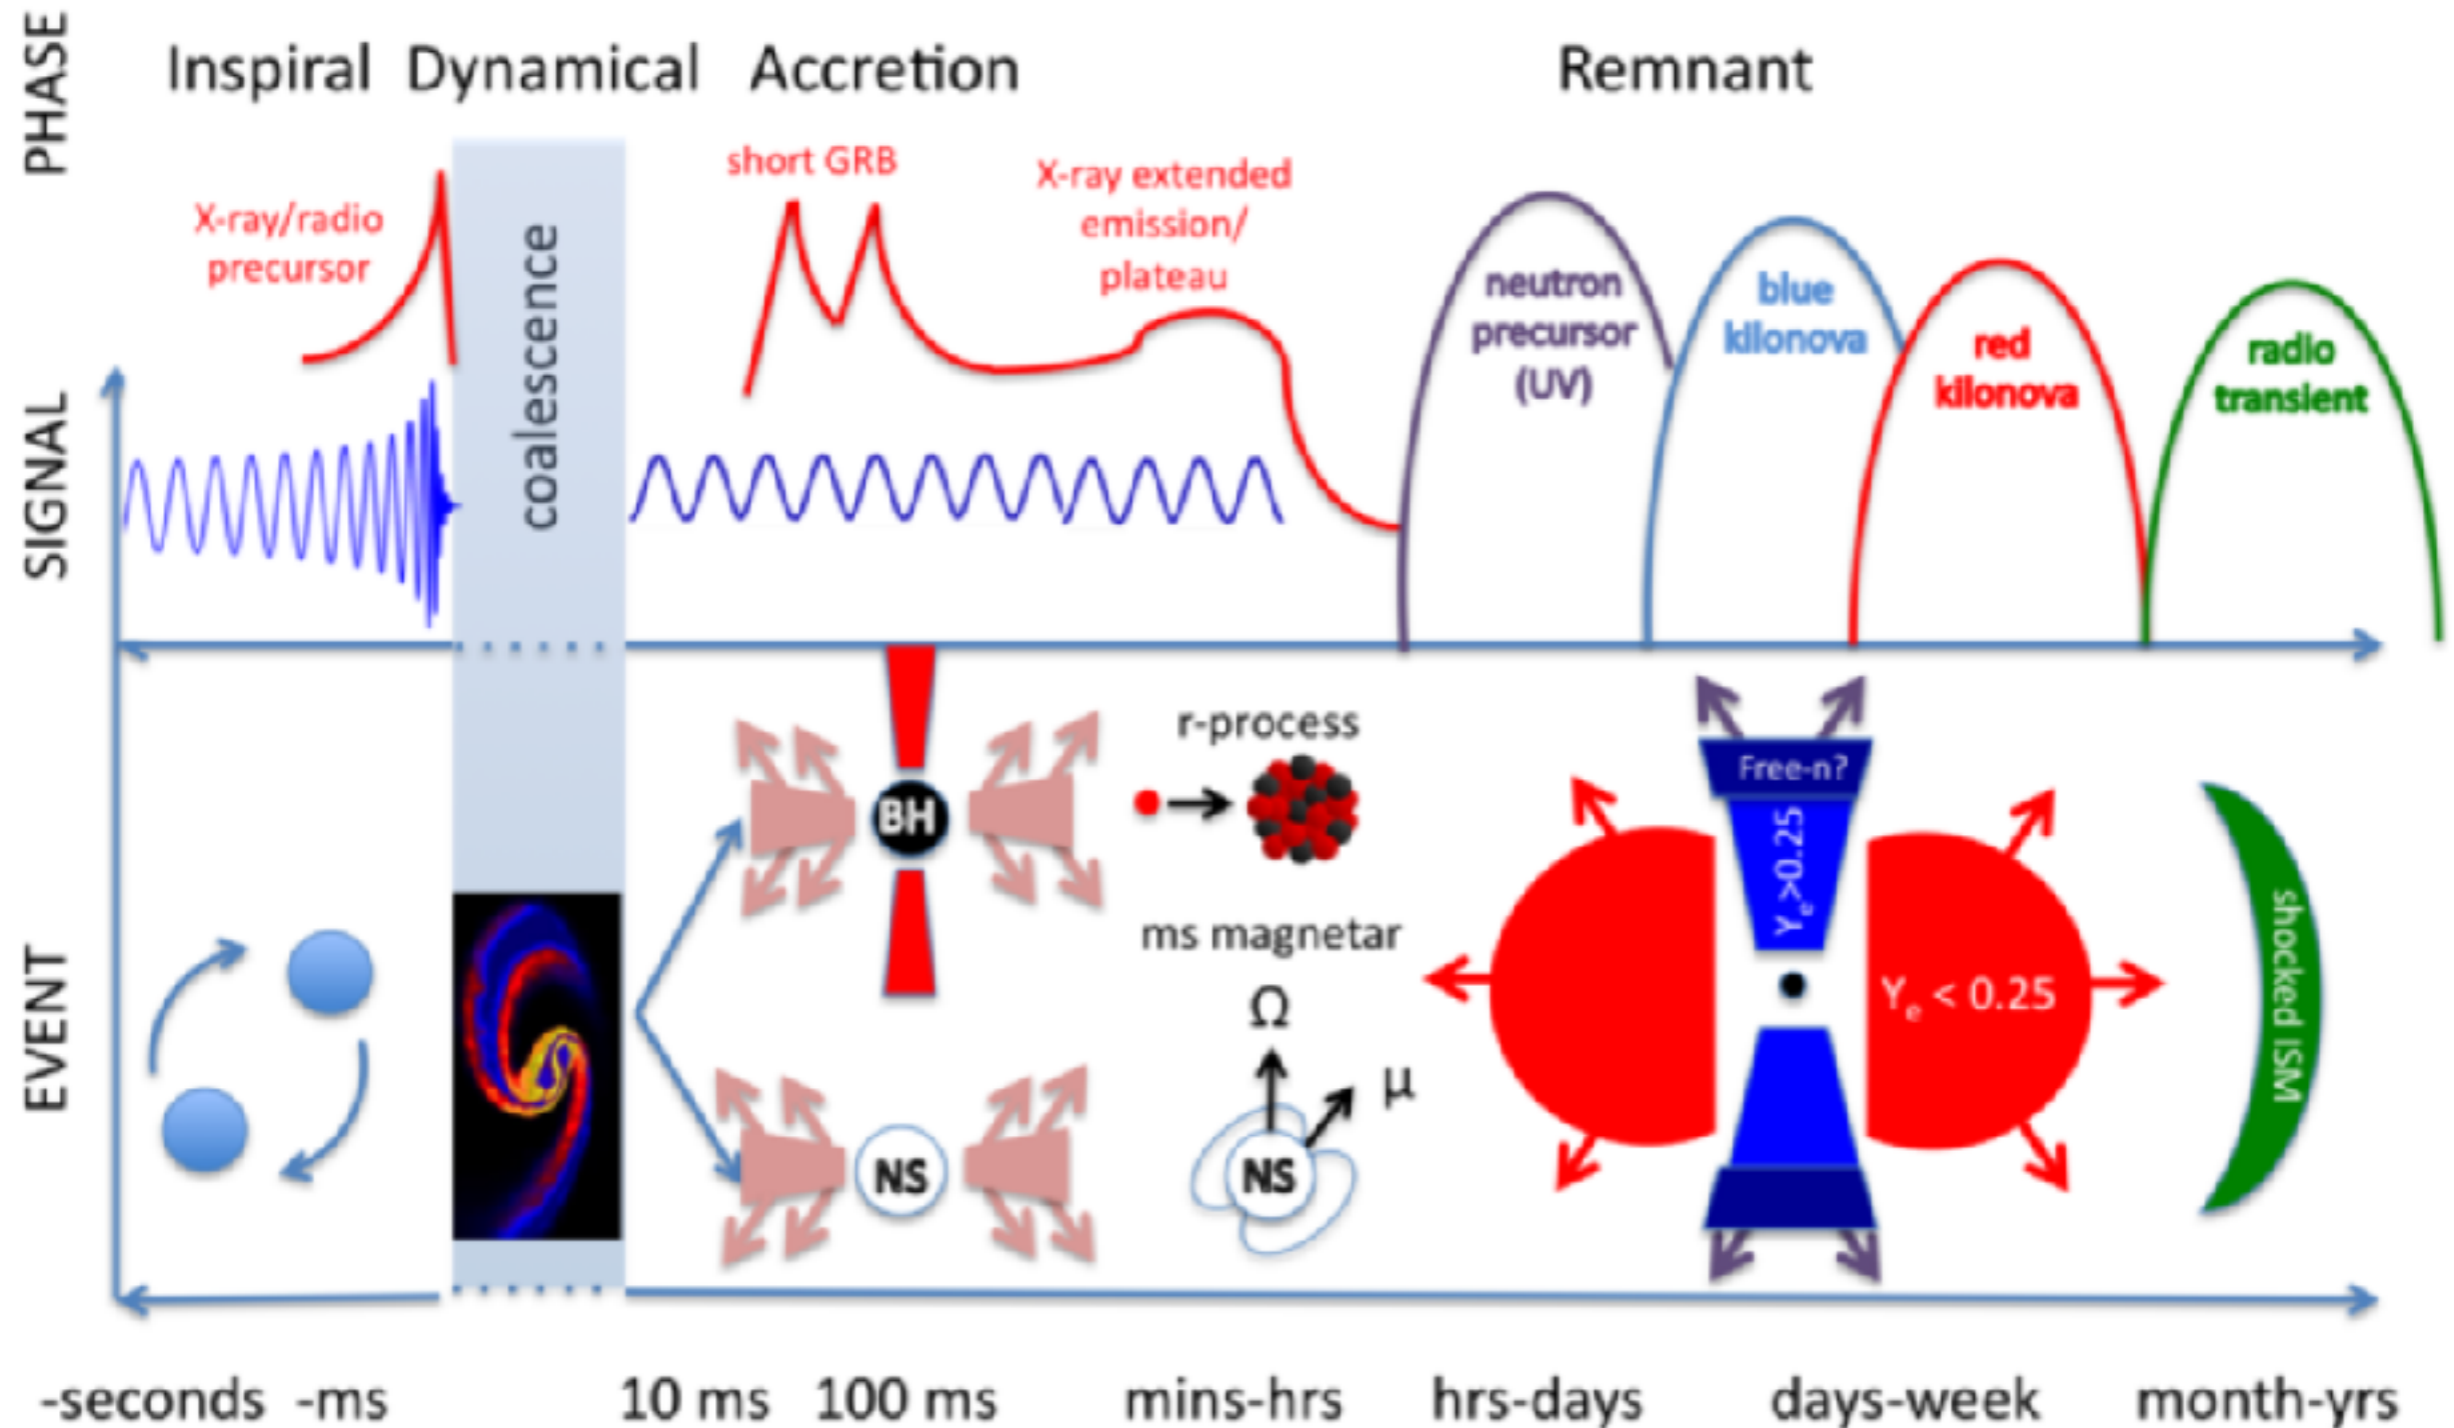 PHASE
Inspiral
Dynamical
Accretion
Remnant
SIGNAL
X-ray/radio
precursor
coalescence
short GRB
X-ray extended
emission/
plateau
neutron
precursor
(UV)
blue
kilonova
red
kilonova
radio
transient
EVENT
BH
r-process
ms magnetar
Ω
μ
NS
NS
Free-n?
Yₑ>0.25
Yₑ < 0.25
shocked ISM
-seconds
-ms
10 ms
100 ms
mins-hrs
hrs-days
days-week
month-yrs